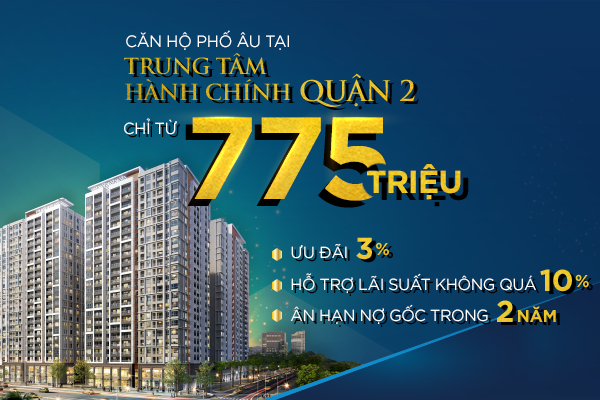 CĂN HỘ PHỐ ÂU TẠI
TRUNG TÂM
HÀNH CHÍNH QUẬN 2
CHỈ TỪ 775 TRIỆU
ƯU ĐÃI 3%
HỖ TRỢ LÃI SUẤT KHÔNG QUÁ 10%
ÂN HẠN NỢ GỐC TRONG 2 NĂM